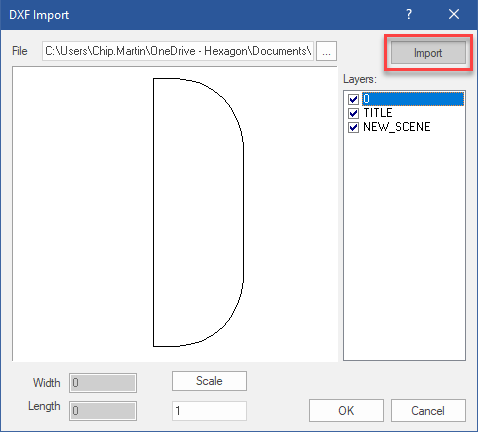 DXF Import
? ×
File C:\Users\Chip.Martin\OneDrive - Hexagon\Documents\ ... Import
Layers:
0
TITLE
NEW_SCENE
Width 0 Scale
Length 0 1 OK Cancel